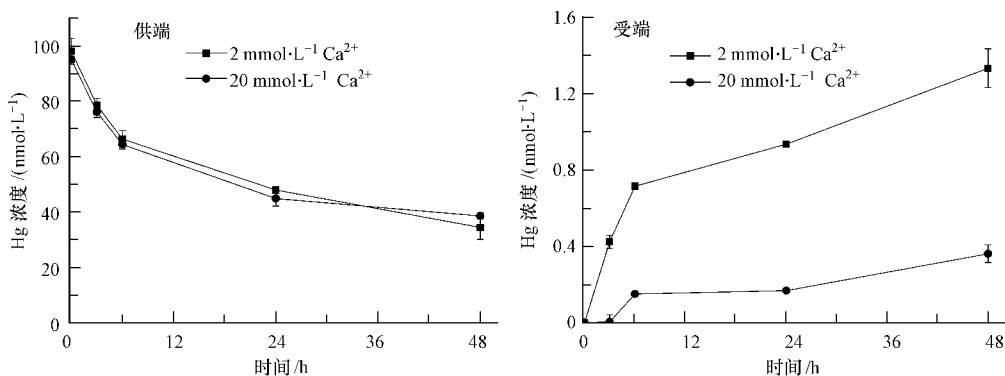 供端
2 mmol·L⁻¹ Ca²⁺
20 mmol·L⁻¹ Ca²⁺
Hg 浓度 /(nmol·L⁻¹)
100
80
60
40
20
0
0 12 24 36 48
时间 /h
受端
2 mmol·L⁻¹ Ca²⁺
20 mmol·L⁻¹ Ca²⁺
Hg 浓度 /(nmol·L⁻¹)
1.6
1.2
0.8
0.4
0
0 12 24 36 48
时间 /h